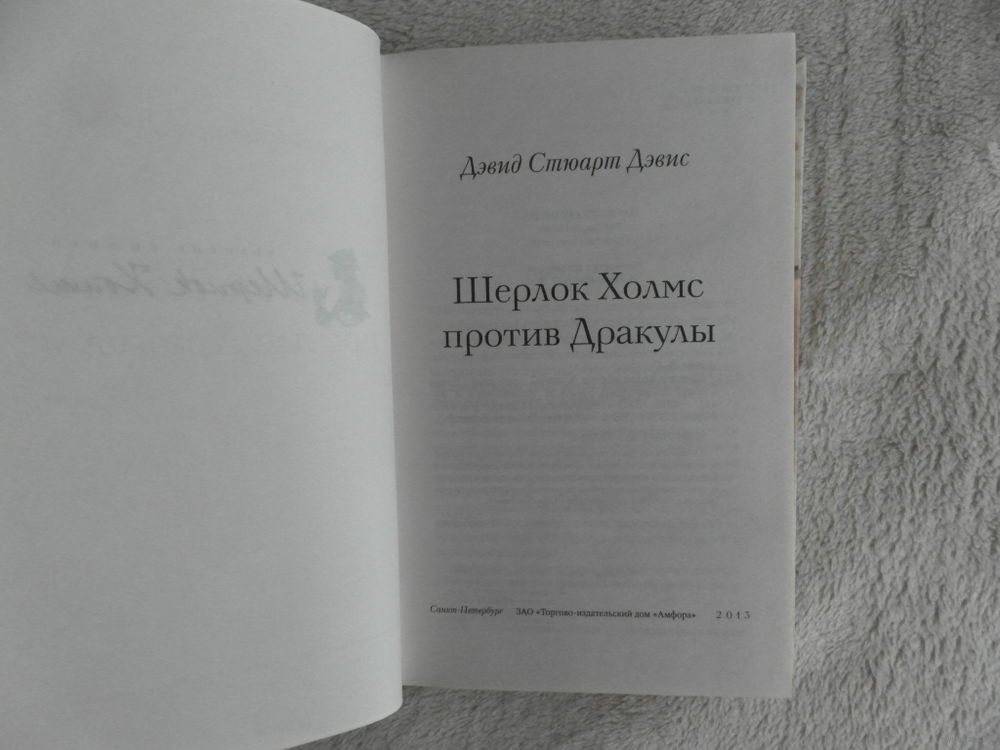 Дэвид Стюарт Дэвис
Шерлок Холмс
против Дракулы
Санкт-Петербург ЗАО «Торгово-издательский дом «Амфора» 2013